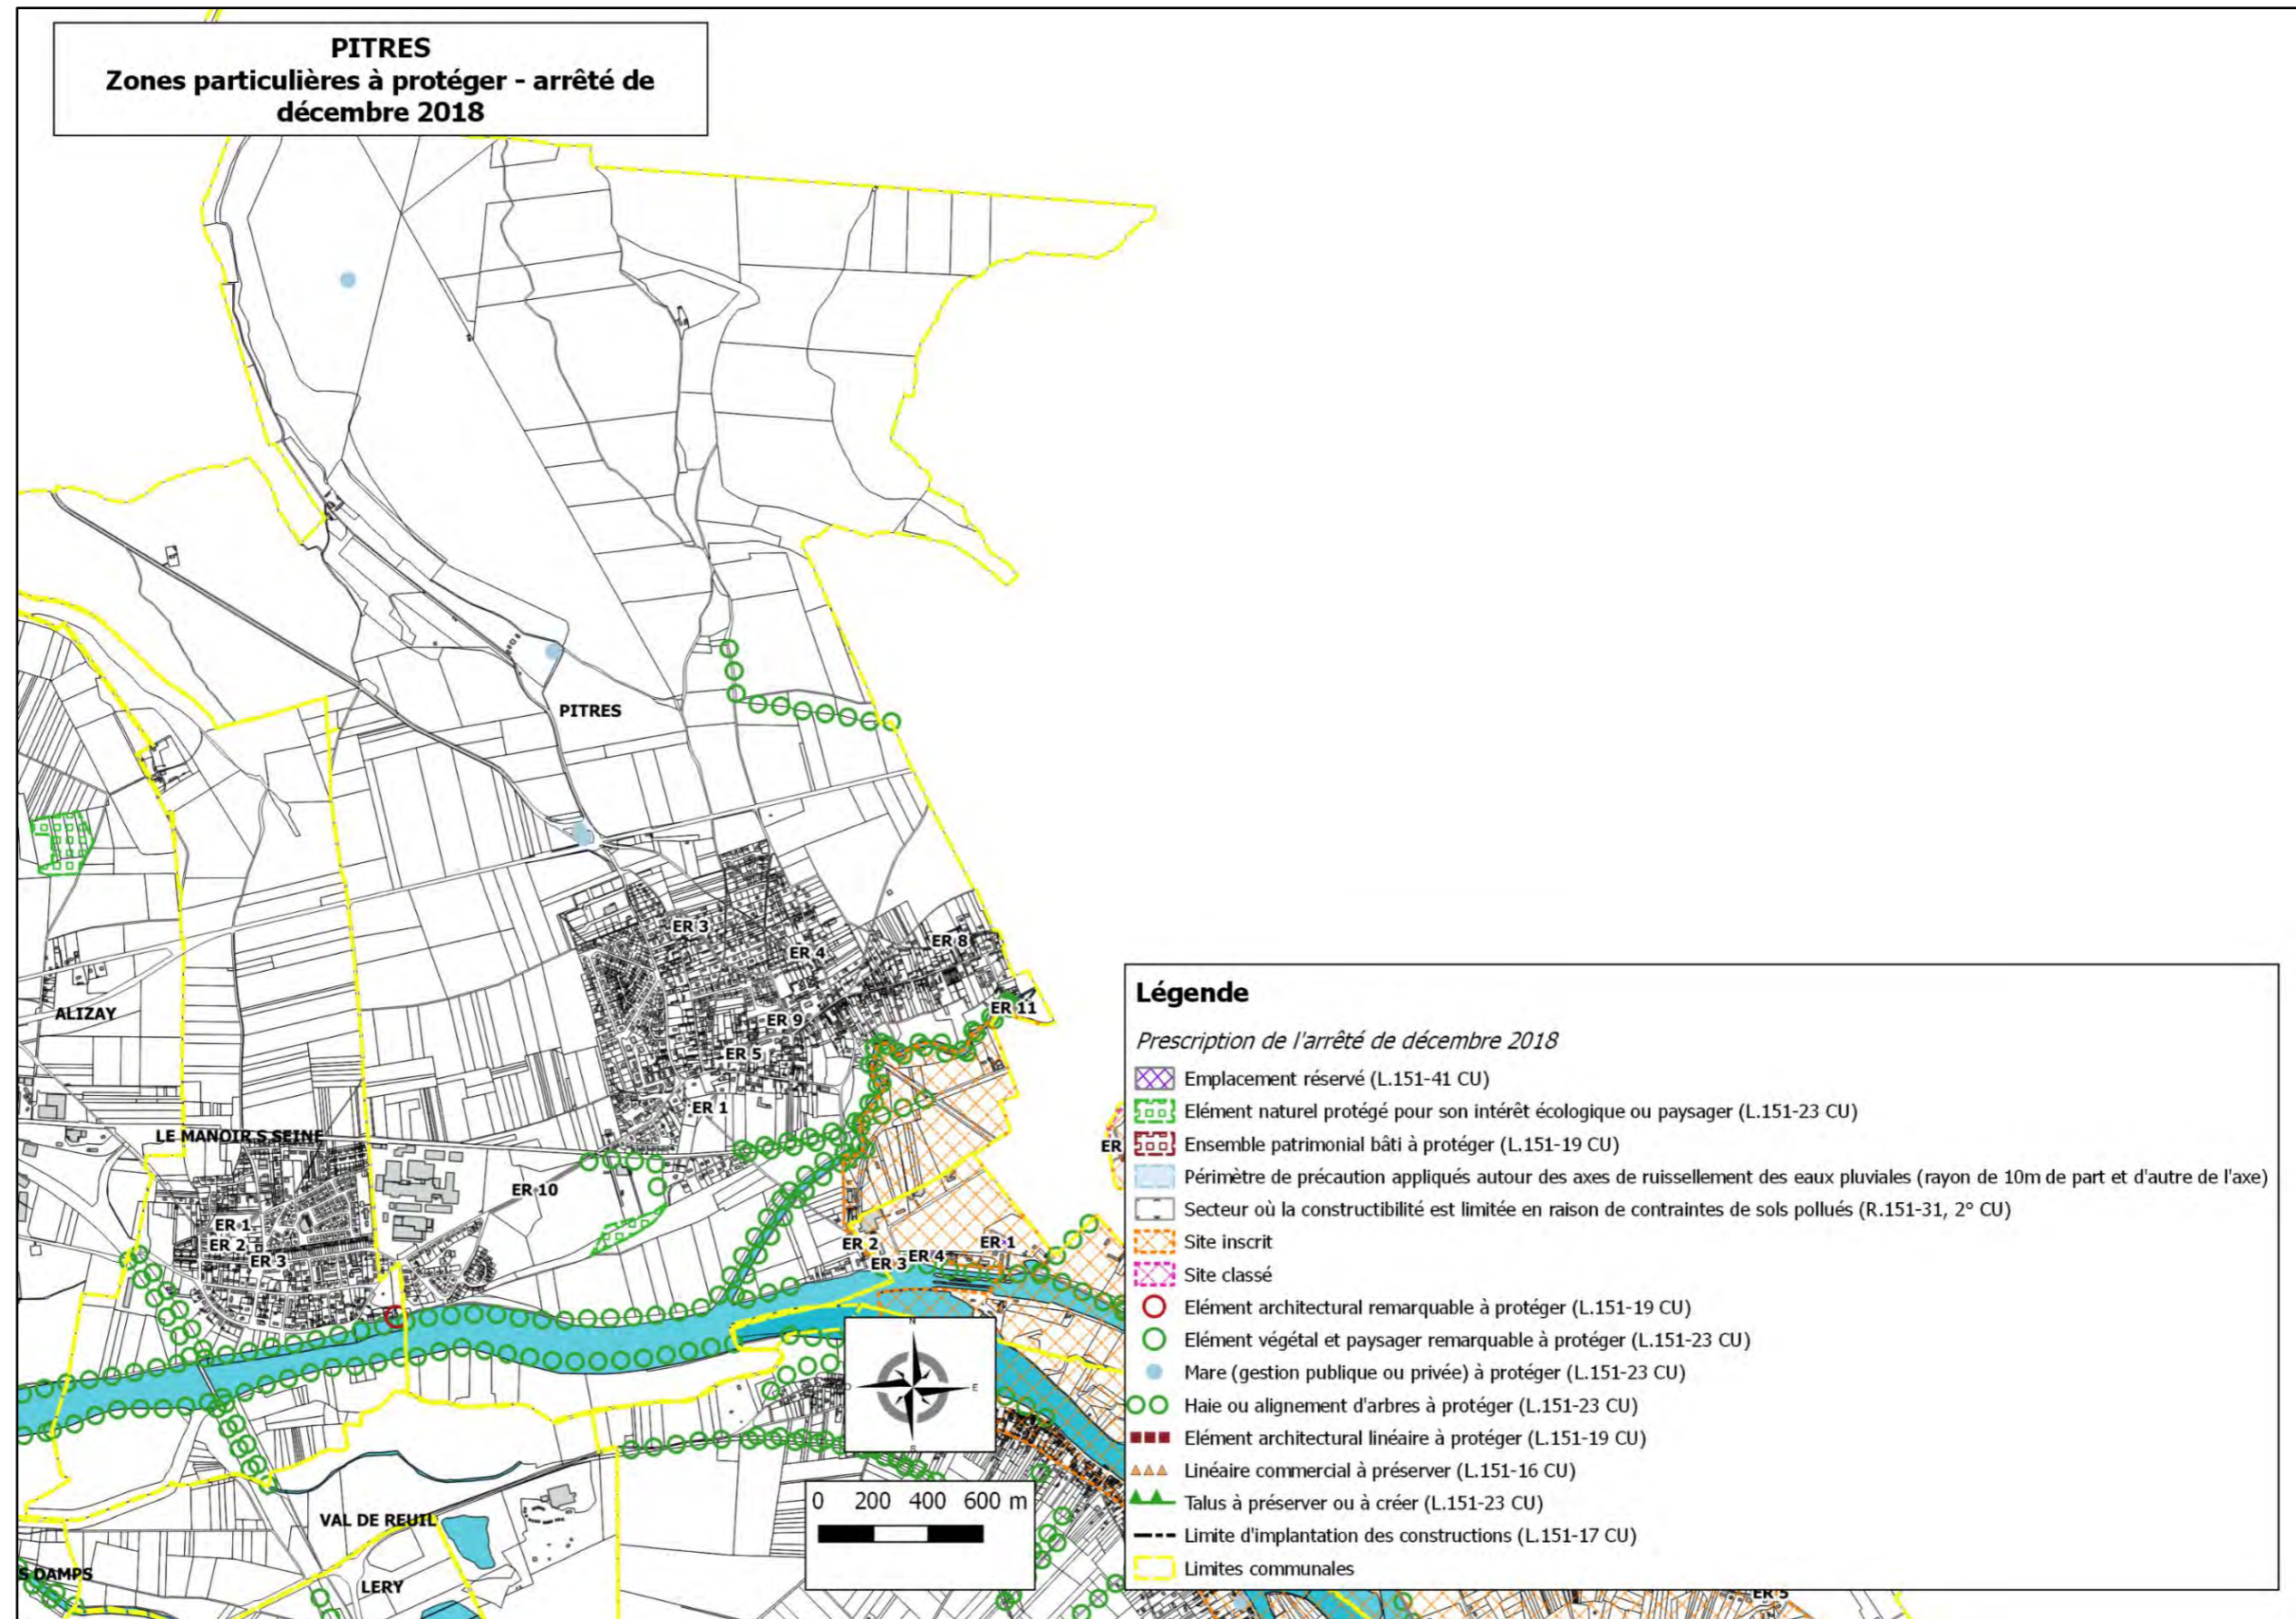 PITRES
Zones particulières à protéger - arrêté de
décembre 2018
PITRES
ER 3
ER 4
ER 8
ER 11
ER 9
ER 5
ER 1
ALIZAY
LE MANOIR S SEINE
ER 10
ER 1
ER 2
ER 3
ER 2
ER 3
ER 4
ER 1
ER
N
O
E
S
0 200 400 600 m
VAL DE REUIL
LERY
S DAMPS
Légende
Prescription de l'arrêté de décembre 2018
Emplacement réservé (L.151-41 CU)
Elément naturel protégé pour son intérêt écologique ou paysager (L.151-23 CU)
Ensemble patrimonial bâti à protéger (L.151-19 CU)
Périmètre de précaution appliqués autour des axes de ruissellement des eaux pluviales (rayon de 10m de part et d'autre de l'axe)
Secteur où la constructibilité est limitée en raison de contraintes de sols pollués (R.151-31, 2° CU)
Site inscrit
Site classé
Elément architectural remarquable à protéger (L.151-19 CU)
Elément végétal et paysager remarquable à protéger (L.151-23 CU)
Mare (gestion publique ou privée) à protéger (L.151-23 CU)
Haie ou alignement d'arbres à protéger (L.151-23 CU)
Elément architectural linéaire à protéger (L.151-19 CU)
Linéaire commercial à préserver (L.151-16 CU)
Talus à préserver ou à créer (L.151-23 CU)
Limite d'implantation des constructions (L.151-17 CU)
Limites communales
ER 5